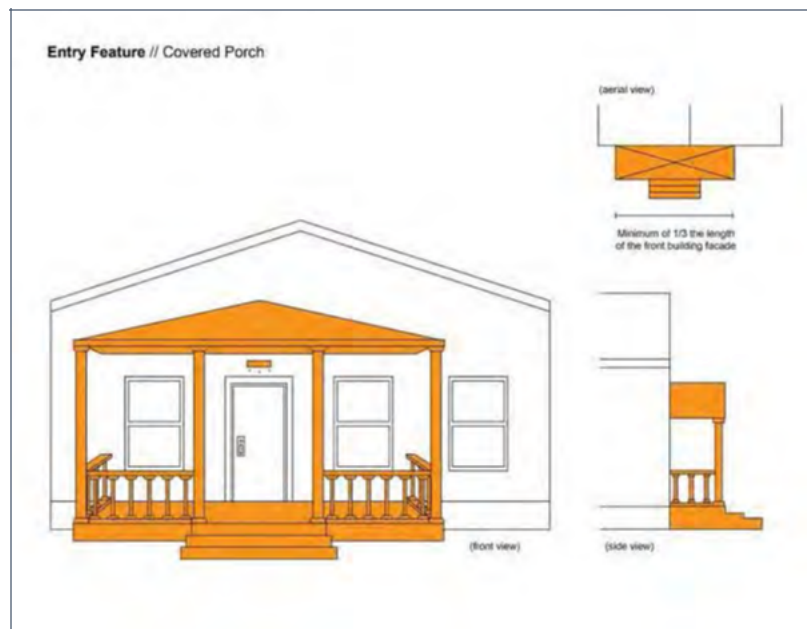 Entry Feature // Covered Porch
(aerial view)
Minimum of 1/3 the length
of the front building facade
(front view)
(side view)